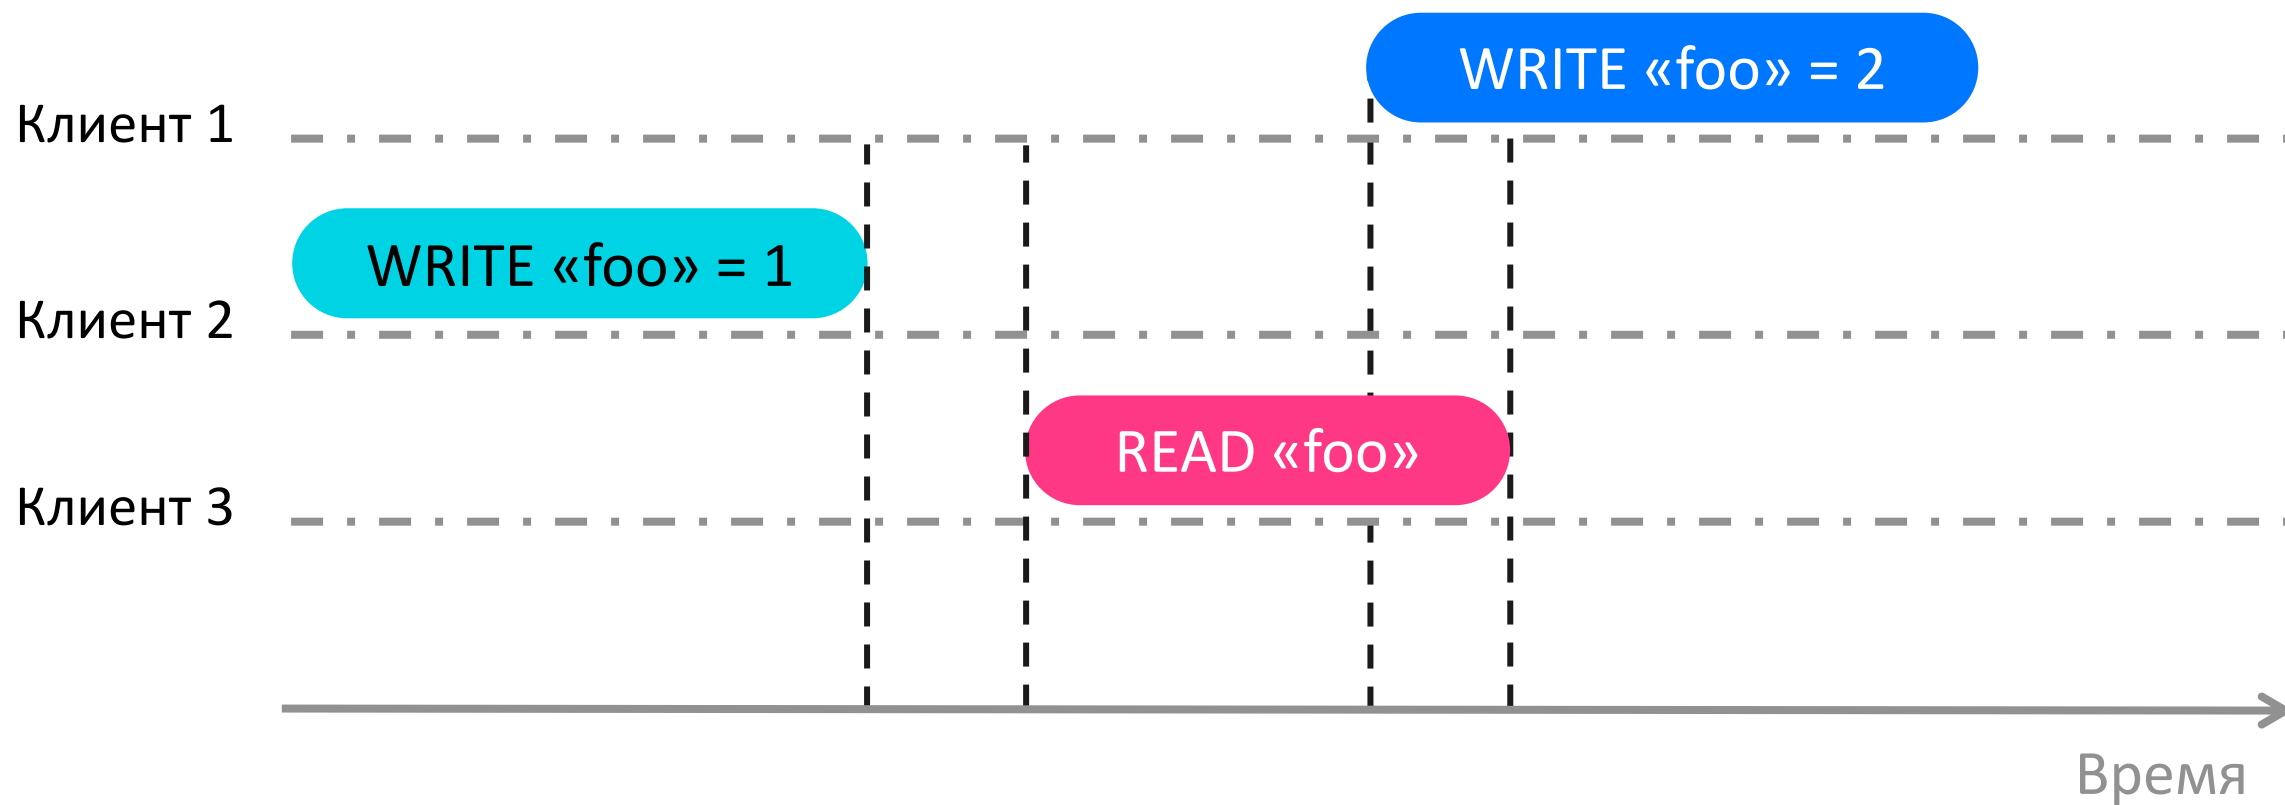 WRITE «foo» = 2
Клиент 1
WRITE «foo» = 1
Клиент 2
READ «foo»
Клиент 3
Время